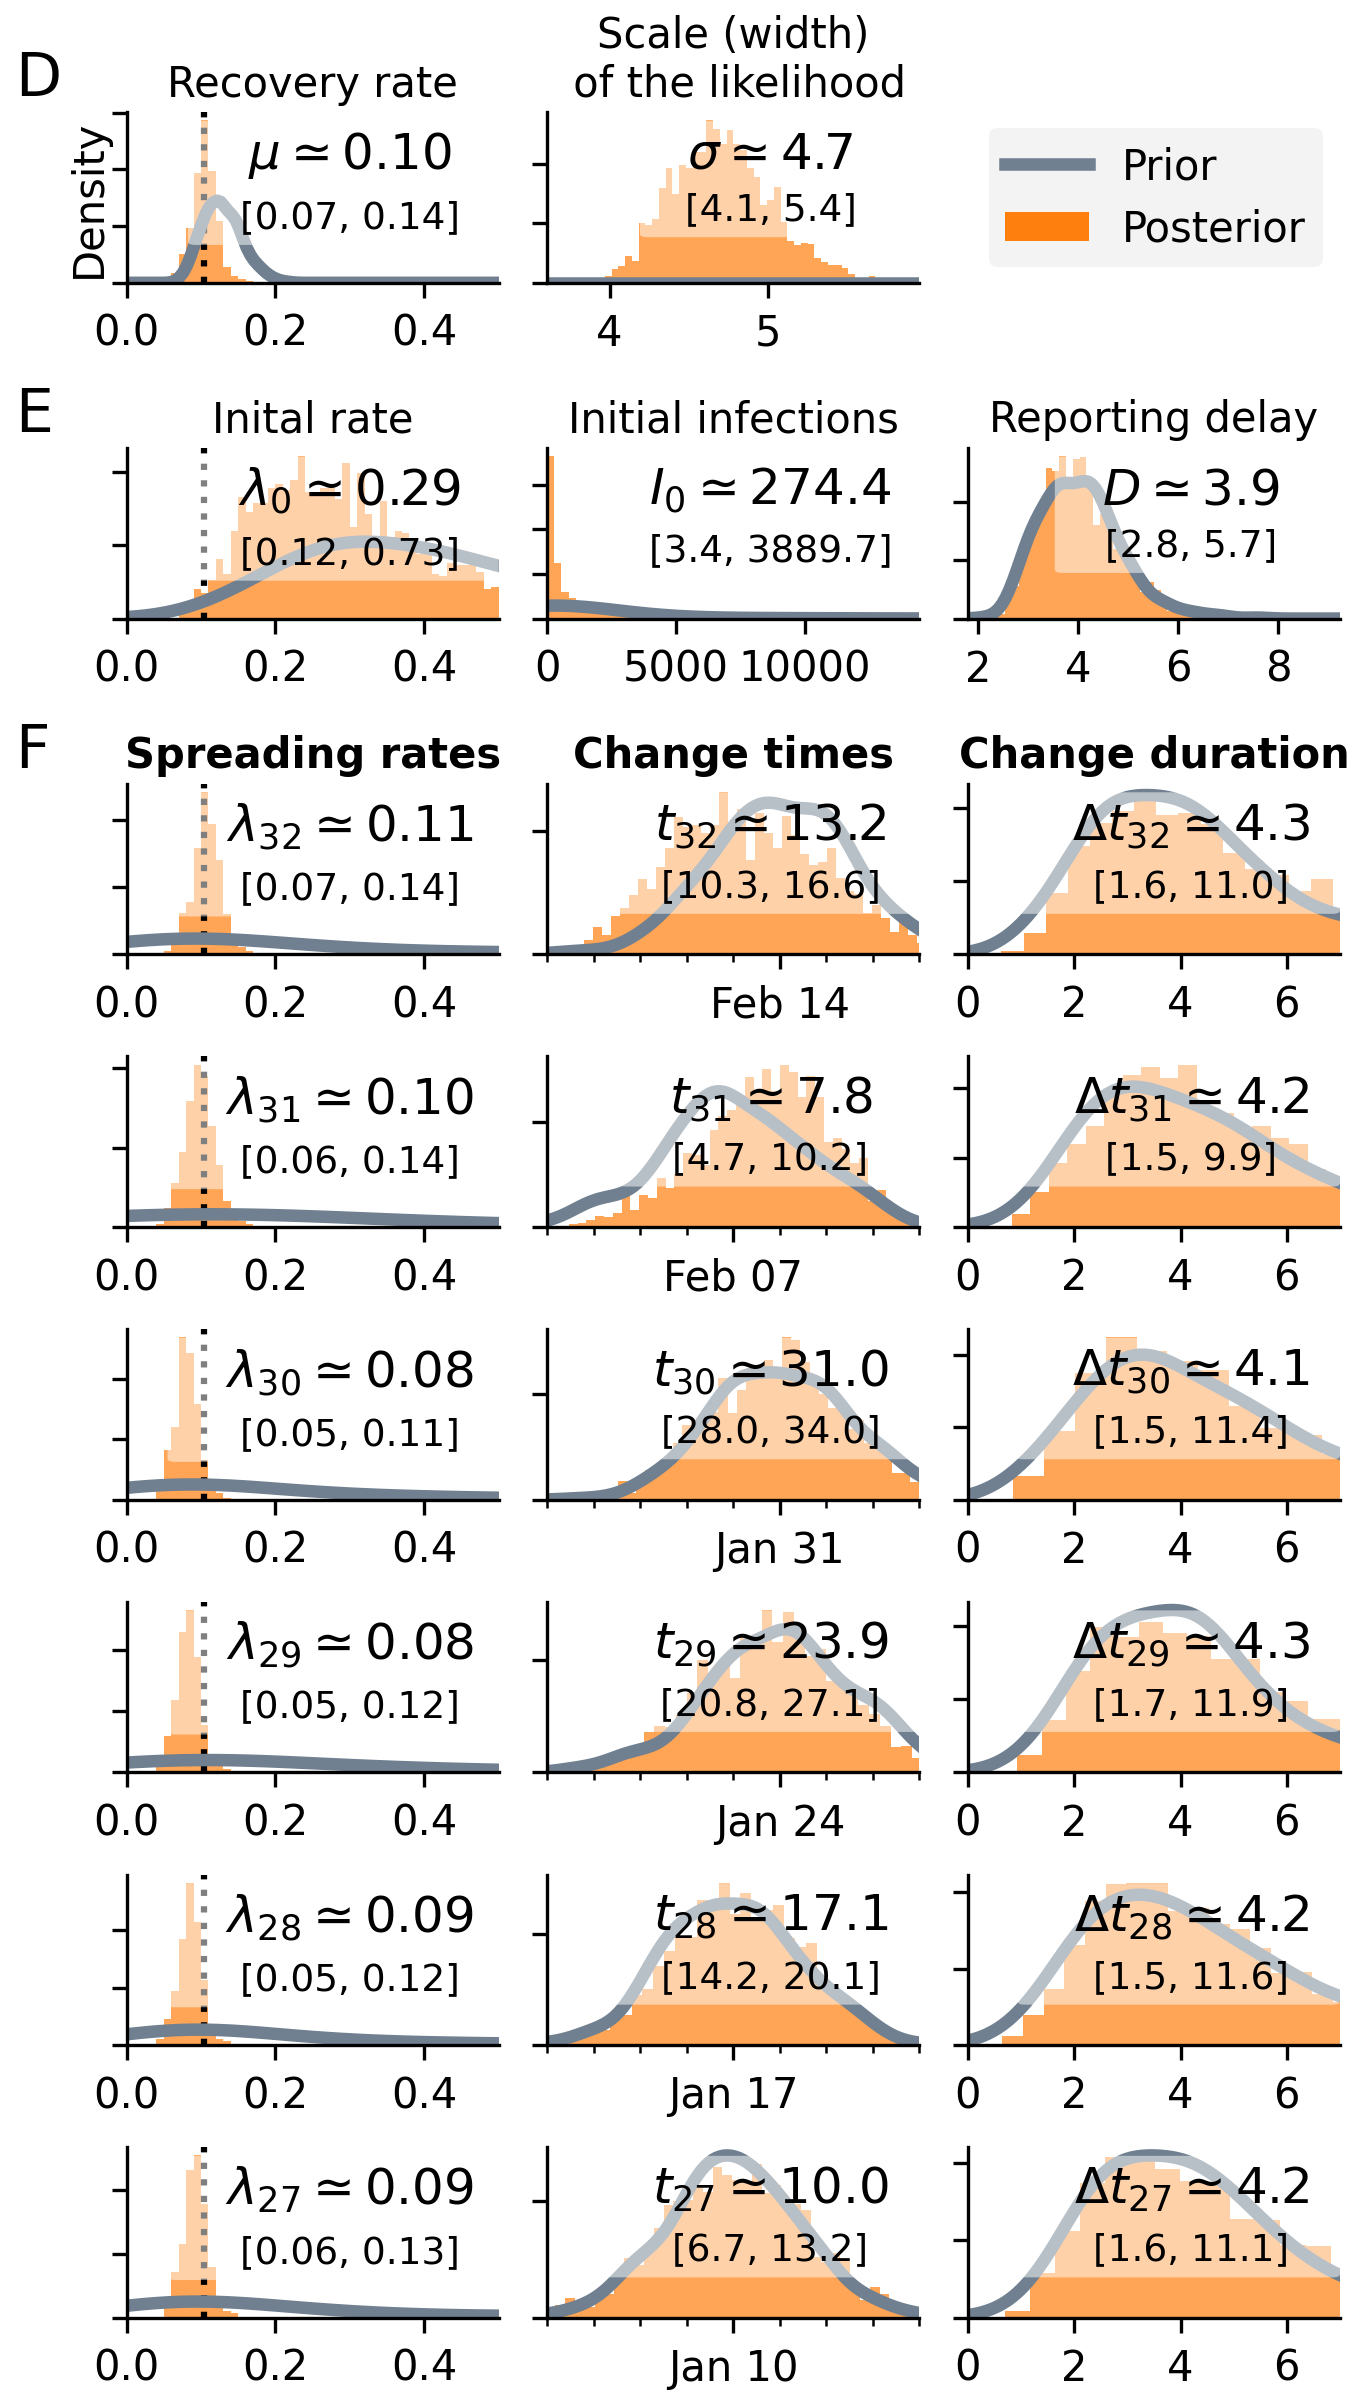 D
Recovery rate
Scale (width)
of the likelihood
Density
μ ≃ 0.10
[0.07, 0.14]
0.0 0.2 0.4
σ ≃ 4.7
[4.1, 5.4]
4 5
Prior
Posterior
E
Inital rate
λ0 ≃ 0.29
[0.12, 0.73]
0.0 0.2 0.4
Initial infections
I0 ≃ 274.4
[3.4, 3889.7]
0 5000 10000
Reporting delay
D ≃ 3.9
[2.8, 5.7]
2 4 6 8
F
Spreading rates
Change times
Change duration
λ32 ≃ 0.11
[0.07, 0.14]
0.0 0.2 0.4
t32 ≃ 13.2
[10.3, 16.6]
Feb 14
Δt32 ≃ 4.3
[1.6, 11.0]
0 2 4 6
λ31 ≃ 0.10
[0.06, 0.14]
0.0 0.2 0.4
t31 ≃ 7.8
[4.7, 10.2]
Feb 07
Δt31 ≃ 4.2
[1.5, 9.9]
0 2 4 6
λ30 ≃ 0.08
[0.05, 0.11]
0.0 0.2 0.4
t30 ≃ 31.0
[28.0, 34.0]
Jan 31
Δt30 ≃ 4.1
[1.5, 11.4]
0 2 4 6
λ29 ≃ 0.08
[0.05, 0.12]
0.0 0.2 0.4
t29 ≃ 23.9
[20.8, 27.1]
Jan 24
Δt29 ≃ 4.3
[1.7, 11.9]
0 2 4 6
λ28 ≃ 0.09
[0.05, 0.12]
0.0 0.2 0.4
t28 ≃ 17.1
[14.2, 20.1]
Jan 17
Δt28 ≃ 4.2
[1.5, 11.6]
0 2 4 6
λ27 ≃ 0.09
[0.06, 0.13]
0.0 0.2 0.4
t27 ≃ 10.0
[6.7, 13.2]
Jan 10
Δt27 ≃ 4.2
[1.6, 11.1]
0 2 4 6